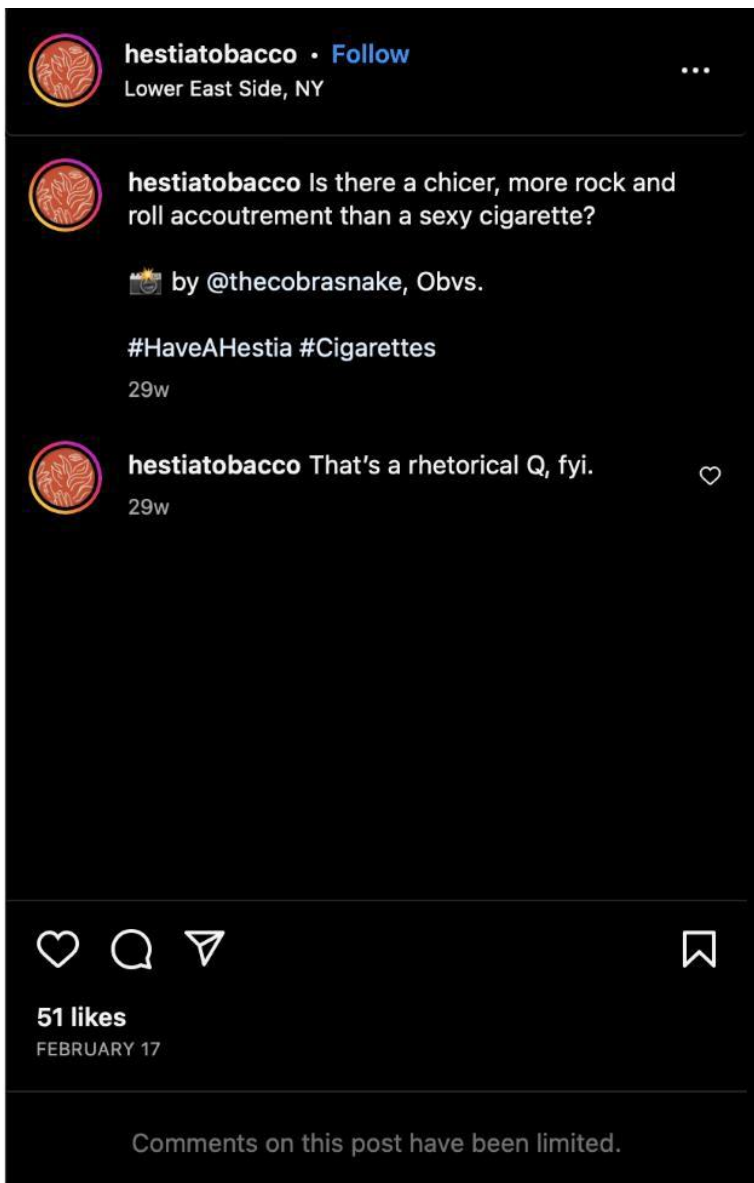 hestiatobacco • Follow
Lower East Side, NY
hestiatobacco Is there a chicer, more rock and
roll accoutrement than a sexy cigarette?
📸 by @thecobrasnake, Obvs.
#HaveAHestia #Cigarettes
29w
hestiatobacco That's a rhetorical Q, fyi.
29w
51 likes
FEBRUARY 17
Comments on this post have been limited.